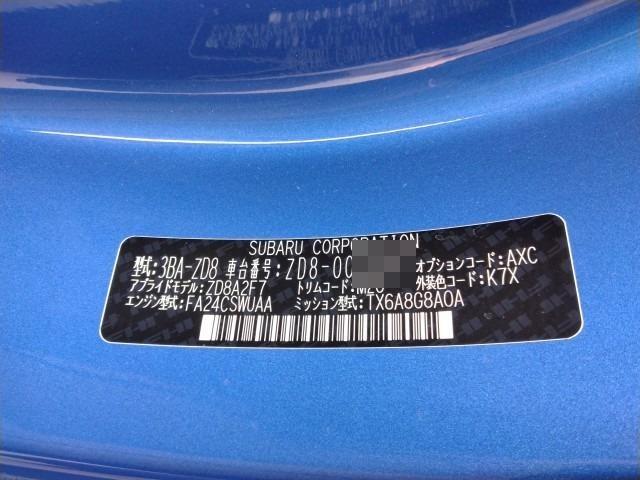 SUBARU CORPORATION
型式:3BA-ZD8 車台番号:ZD8-00 オプションコード:AXC
アプライドモデル:ZD8A2F7 トリムコード: 外装色コード:K7X
エンジン型式:FA24CSWUAA ミッション型式:TX6A8G8AOA